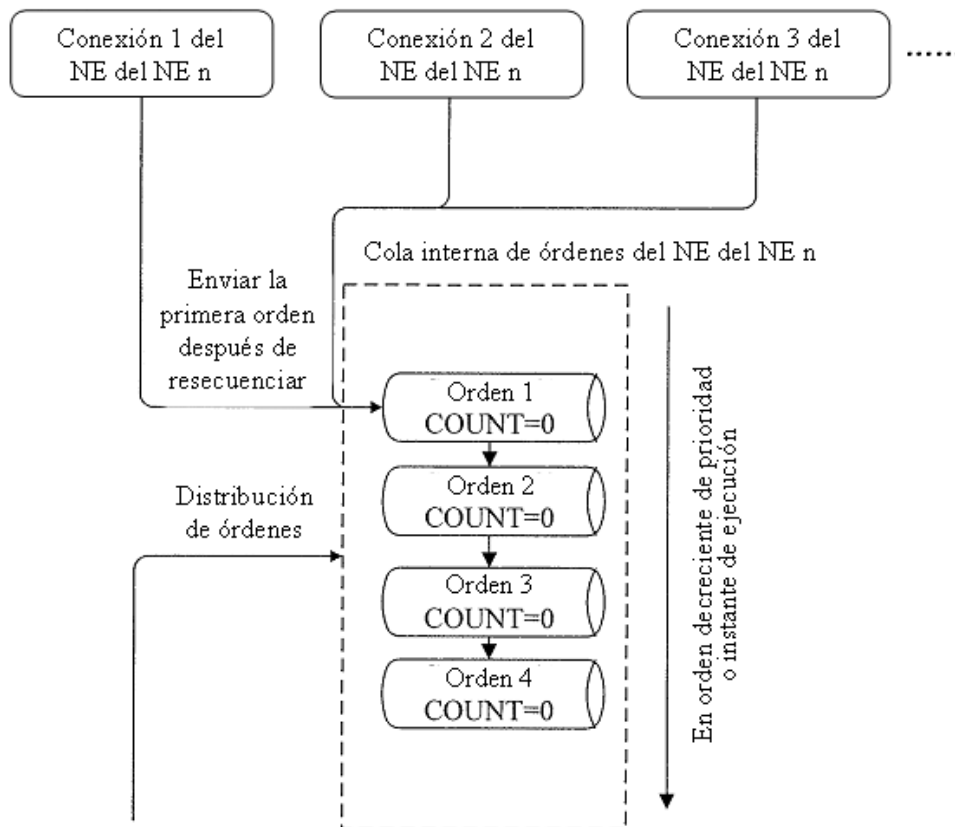 Conexión 1 del
NE del NE n
Conexión 2 del
NE del NE n
Conexión 3 del
NE del NE n
......
Cola interna de órdenes del NE del NE n
Enviar la
primera orden
después de
resecuenciar
Orden 1
COUNT=0
Orden 2
COUNT=0
Distribución
de órdenes
Orden 3
COUNT=0
Orden 4
COUNT=0
En orden decreciente de prioridad
o instante de ejecución